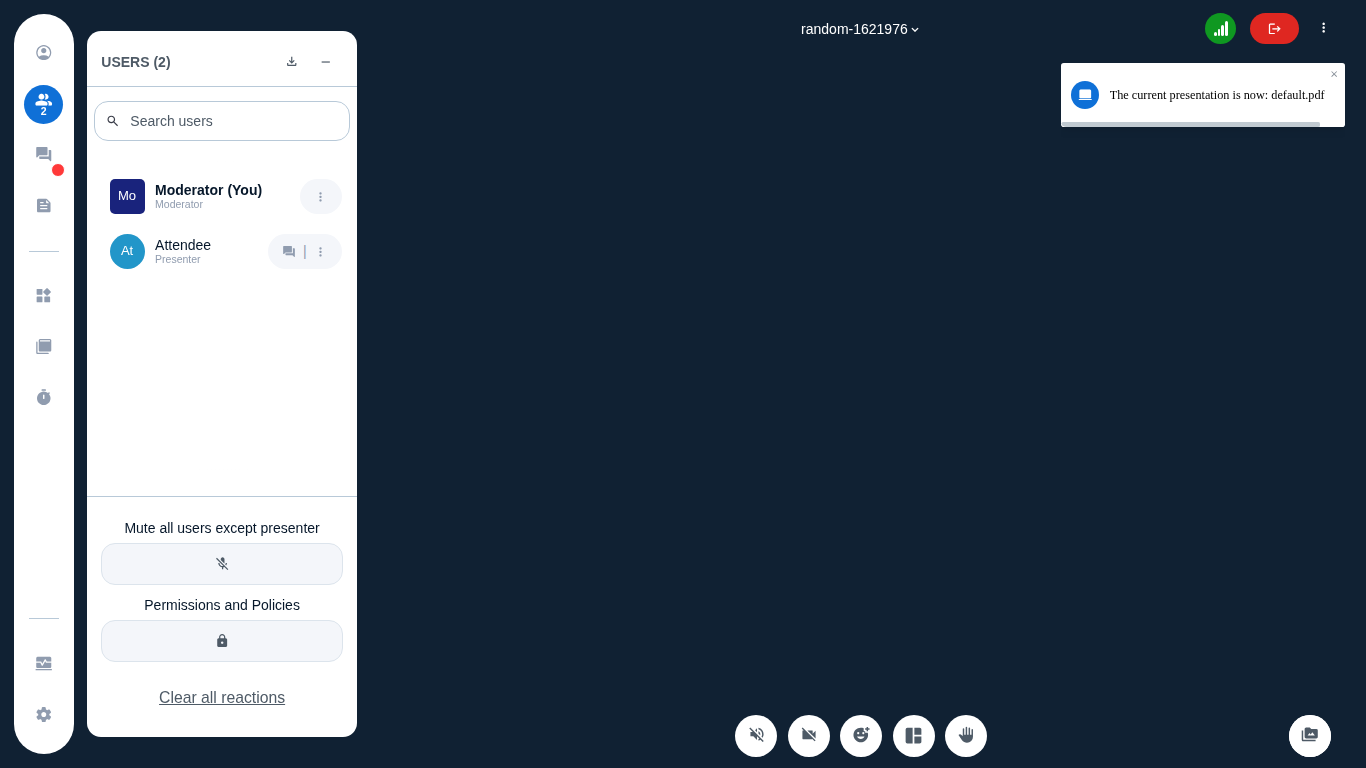 random-1621976
USERS (2)
The current presentation is now: default.pdf
2
Search users
Mo
Moderator (You)
Moderator
At
Attendee
Presenter
Mute all users except presenter
Permissions and Policies
Clear all reactions